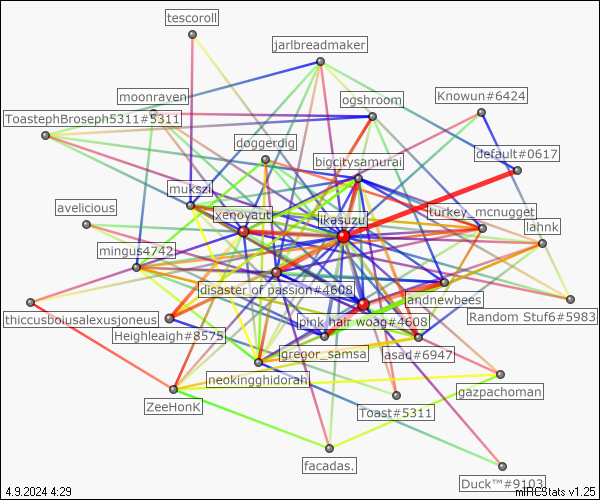 tescoroll
jarlbreadmaker
moonraven
ogshroom
Knowun#6424
ToastephBroseph5311#5311
doggerdig
default#0617
bigcitysamurai
mukszi
avelicious
xenoyaut
jikasuzu
turkey_mcnugget
lahnk
mingus4742
disaster of passion#4608
andnewbees
thiccusboiusalexusjoneus
Heighleaigh#8575
pink hair woag#4608
Random Stuf6#5983
gregor_samsa
asad#6947
neokingghidorah
gazpachoman
ZeeHonk
Toast#5311
facadas.
Duck™#9103
4.9.2024 4:29
mIRCStats v1.25